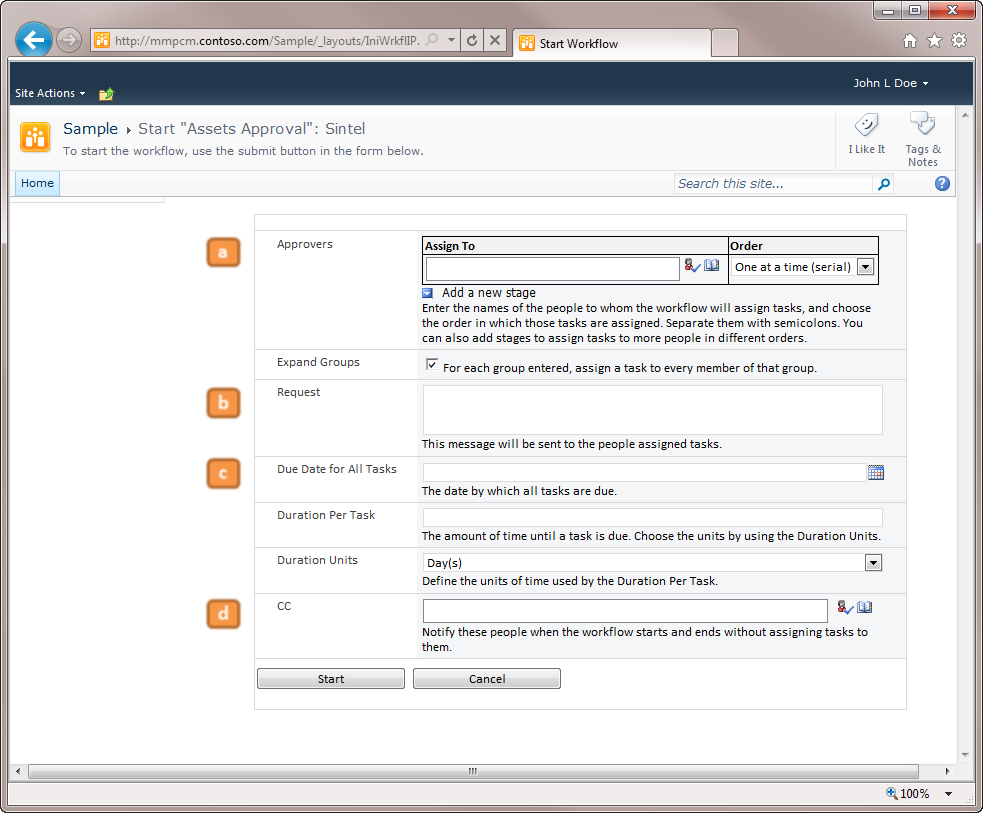 http://mmpcm.contoso.com/Sample/_layouts/IniWrkflIP.
Start Workflow
John L Doe
Site Actions
Sample ▸ Start "Assets Approval": Sintel
To start the workflow, use the submit button in the form below.
I Like It
Tags &
Notes
Home
Search this site...
a
Approvers
Assign To
Order
One at a time (serial)
Add a new stage
Enter the names of the people to whom the workflow will assign tasks, and choose
the order in which those tasks are assigned. Separate them with semicolons. You
can also add stages to assign tasks to more people in different orders.
Expand Groups
For each group entered, assign a task to every member of that group.
b
Request
This message will be sent to the people assigned tasks.
c
Due Date for All Tasks
The date by which all tasks are due.
Duration Per Task
The amount of time until a task is due. Choose the units by using the Duration Units.
Duration Units
Day(s)
Define the units of time used by the Duration Per Task.
d
CC
Notify these people when the workflow starts and ends without assigning tasks to
them.
Start
Cancel
100%